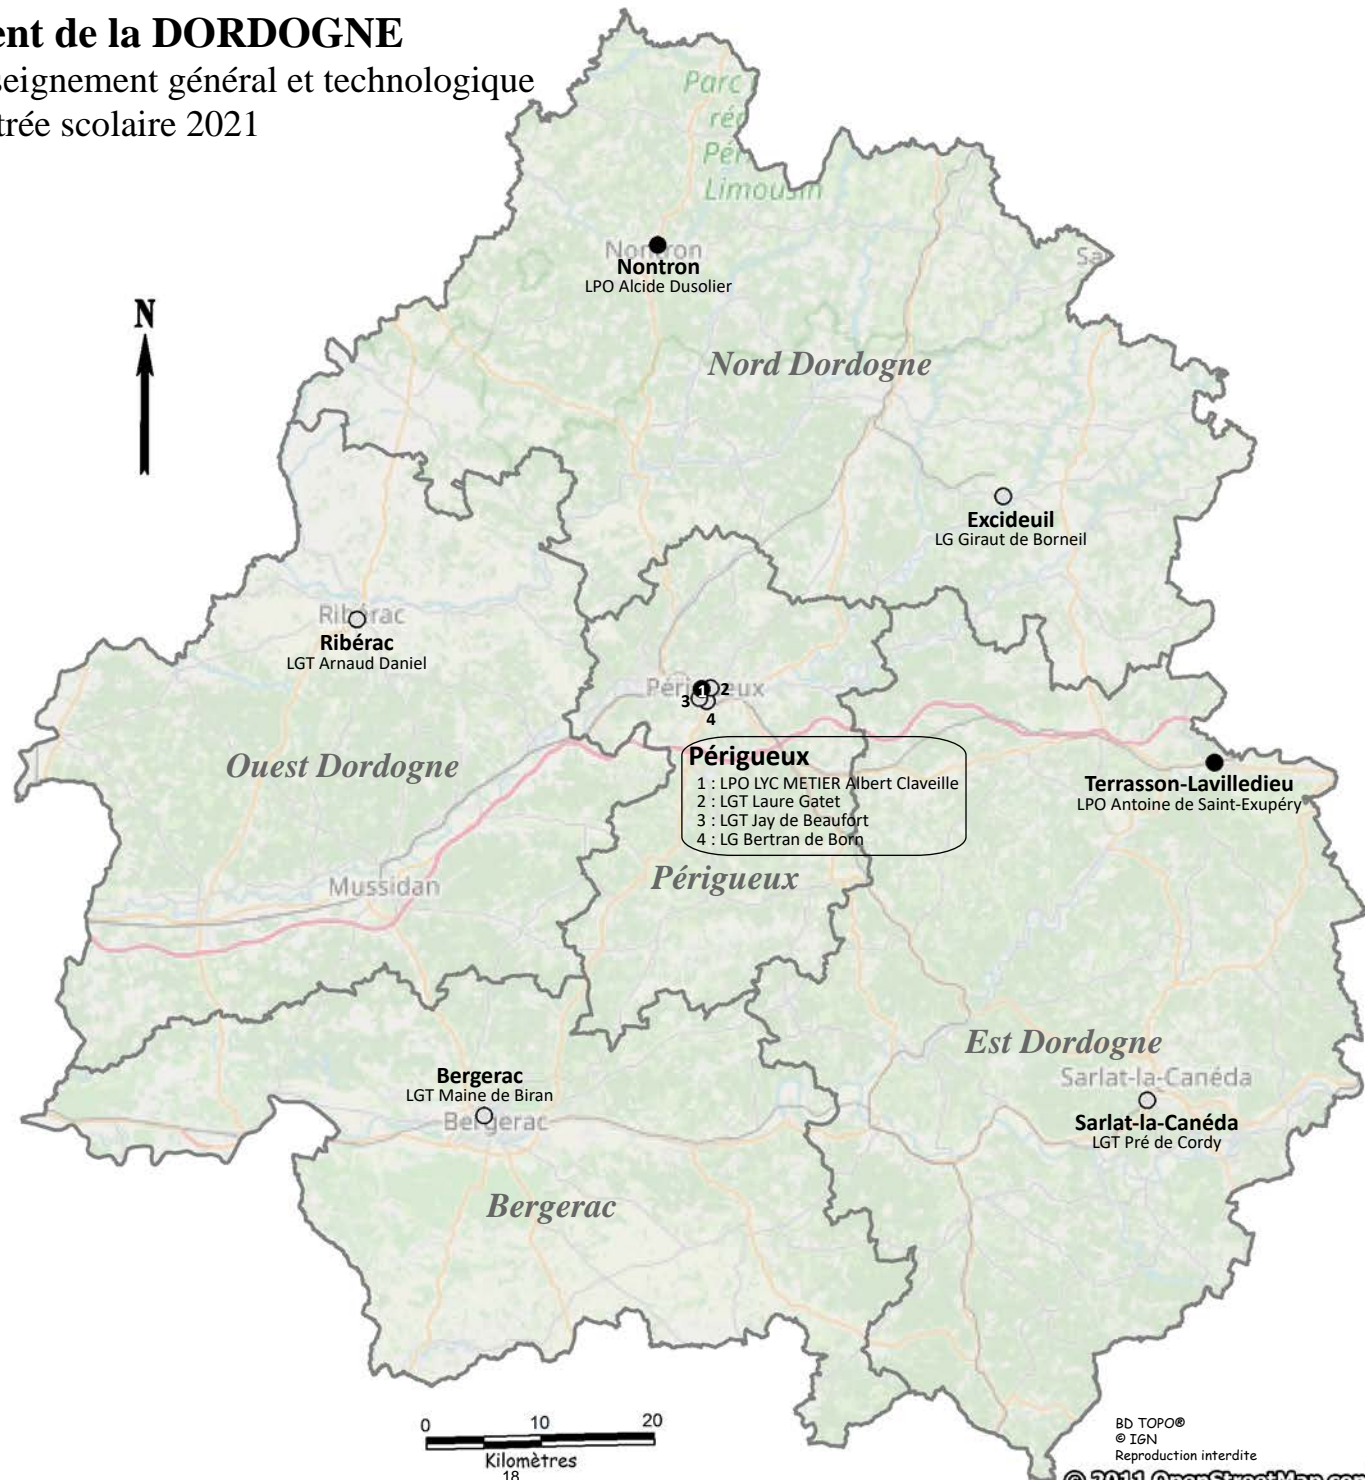 ent de la DORDOGNE
seignement général et technologique
trée scolaire 2021
Parc
Limousin
N
Nontron
Nontron
LPO Alcide Dusolier
Nord Dordogne
Excideuil
LG Giraut de Borneil
Ribérac
Ribérac
LGT Arnaud Daniel
Périgueux
1
2
3
4
Ouest Dordogne
Périgueux
1 : LPO LYC METIER Albert Claveille
2 : LGT Laure Gatet
3 : LGT Jay de Beaufort
4 : LG Bertran de Born
Terrasson-Lavilledieu
LPO Antoine de Saint-Exupéry
Mussidan
Périgueux
Est Dordogne
Sarlat-la-Canéda
Sarlat-la-Canéda
LGT Pré de Cordy
Bergerac
LGT Maine de Biran
Bergerac
Bergerac
0 10 20
Kilomètres
18
BD TOPO®
© IGN
Reproduction interdite